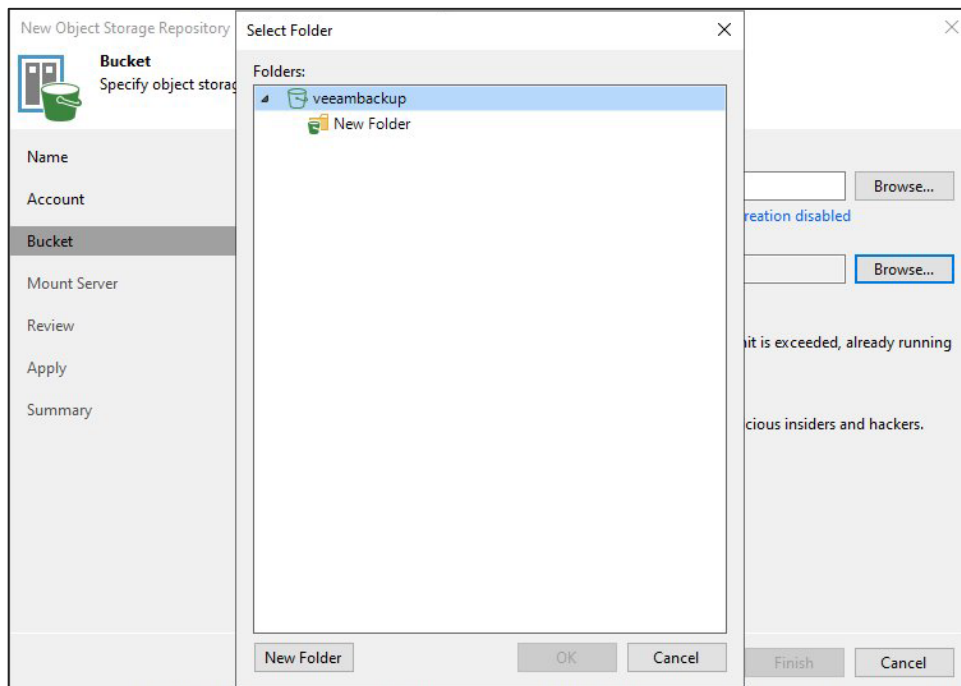 New Object Storage Repository
Bucket
Specify object storag
Name
Account
Bucket
Mount Server
Review
Apply
Summary
Select Folder
Folders:
veeambackup
New Folder
New Folder
OK
Cancel
Browse...
reation disabled
Browse...
it is exceeded, already running
cious insiders and hackers.
Finish
Cancel